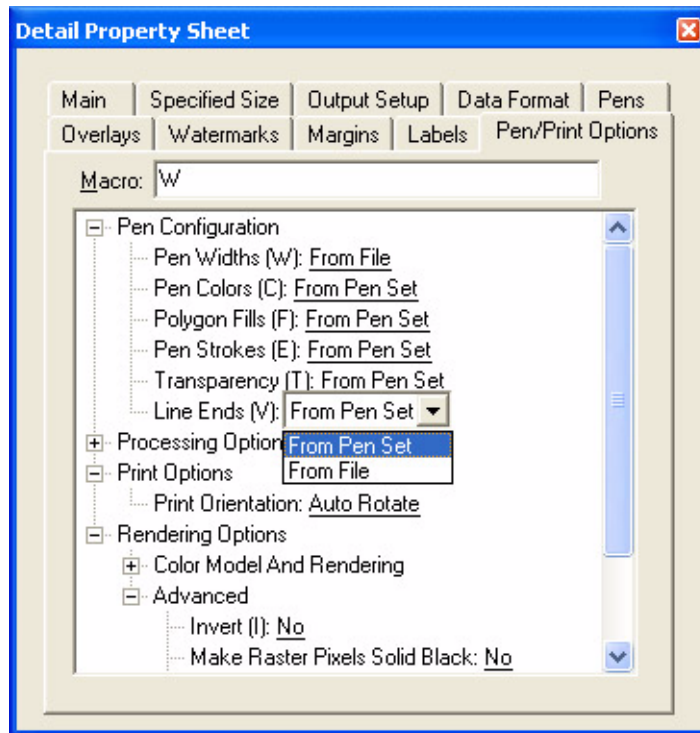 Detail Property Sheet
Main Specified Size Output Setup Data Format Pens
Overlays Watermarks Margins Labels Pen/Print Options
Macro: W
Pen Configuration
Pen Widths (W): From File
Pen Colors (C): From Pen Set
Polygon Fills (F): From Pen Set
Pen Strokes (E): From Pen Set
Transparency (T): From Pen Set
Line Ends (V): From Pen Set
Processing Option
From Pen Set
From File
Print Options
Print Orientation: Auto Rotate
Rendering Options
Color Model And Rendering
Advanced
Invert (I): No
Make Raster Pixels Solid Black: No